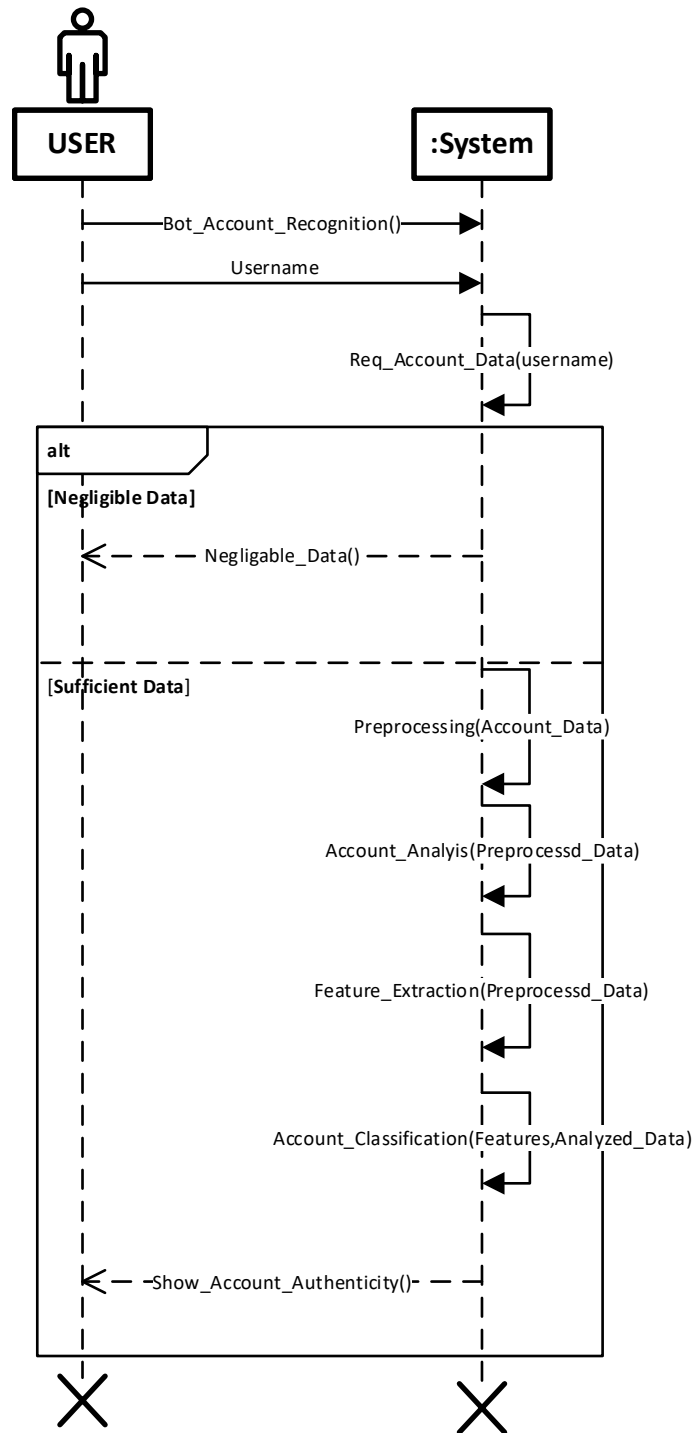 USER
:System
Bot_Account_Recognition()
Username
Req_Account_Data(username)
alt
[Negligible Data]
Negligable_Data()
[Sufficient Data]
Preprocessing(Account_Data)
Account_Analyis(Preprocessd_Data)
Feature_Extraction(Preprocessd_Data)
Account_Classification(Features,Analyzed_Data)
Show_Account_Authenticity()